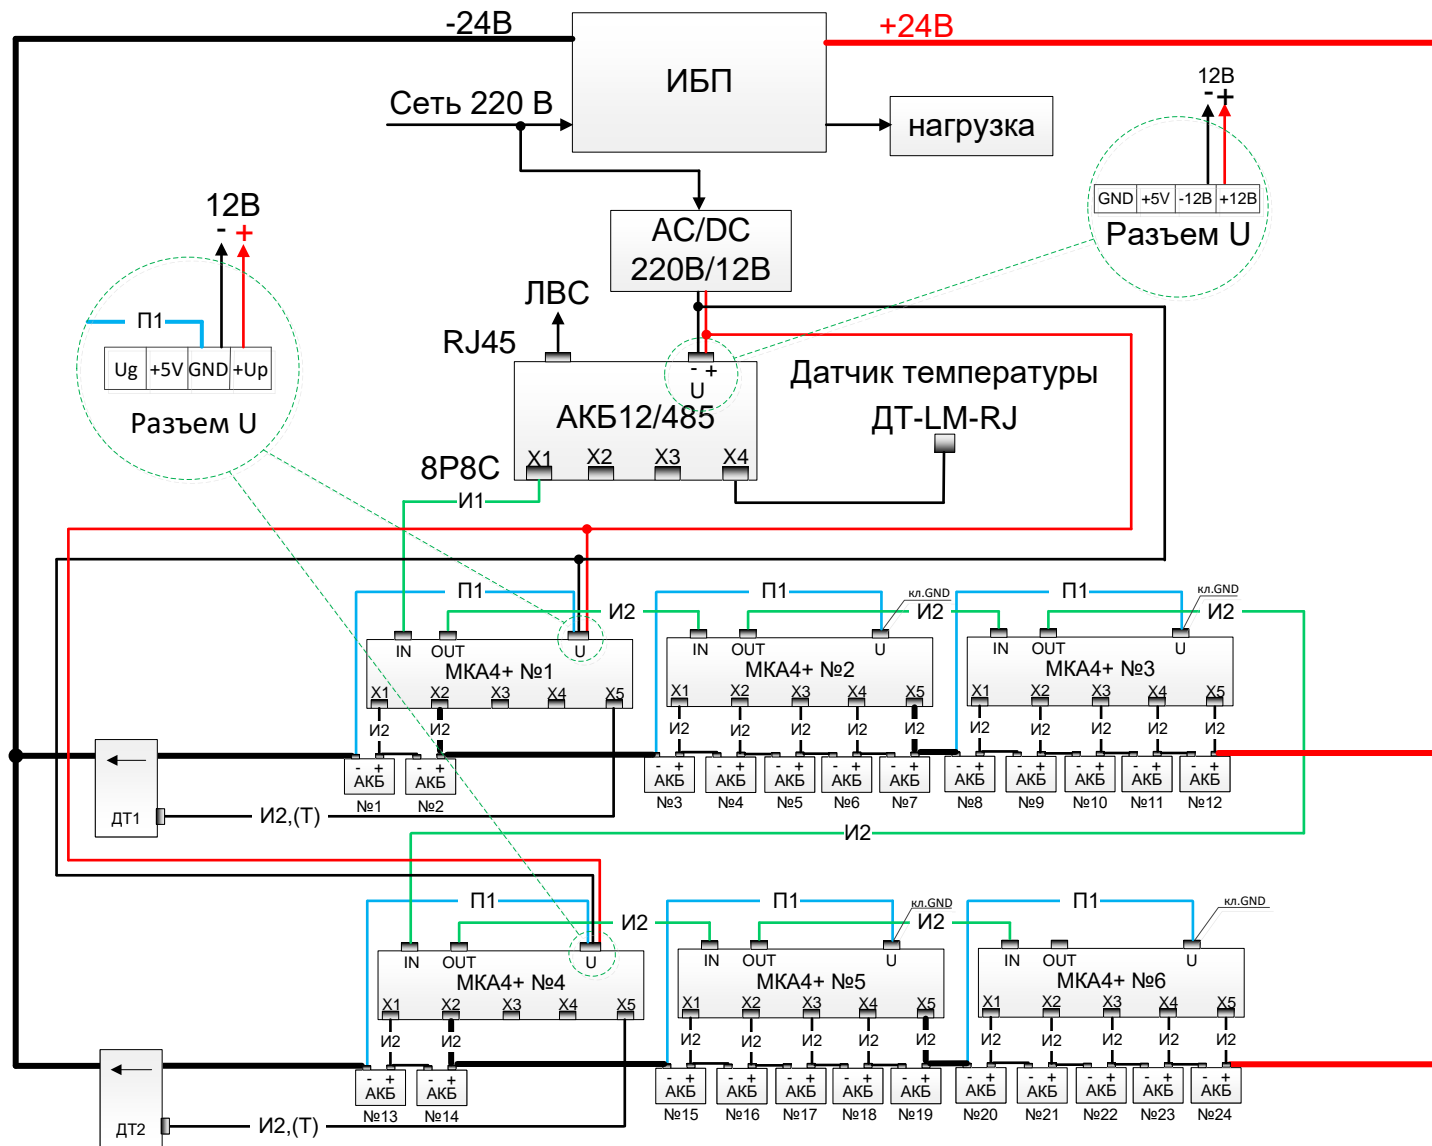 -24В
+24В
ИБП
Сеть 220 В
нагрузка
12В
- +
GND +5V -12В +12В
Разъем U
12В
- +
П1
Ug +5V GND +Up
Разъем U
AC/DC
220В/12В
ЛВС
RJ45
- +
U
АКБ12/485
X1 X2 X3 X4
8P8C
Датчик температуры
ДТ-LM-RJ
И1
П1 П1 П1
кл.GND кл.GND
И2 И2 И2
IN OUT U
МКА4+ №1
X1 X2 X3 X4 X5
IN OUT U
МКА4+ №2
X1 X2 X3 X4 X5
IN OUT U
МКА4+ №3
X1 X2 X3 X4 X5
И2 И2
И2 И2 И2 И2 И2
И2 И2 И2 И2 И2
- + - + - + - + - + - + - + - + - + - + - + - +
АКБ АКБ АКБ АКБ АКБ АКБ АКБ АКБ АКБ АКБ АКБ АКБ
№1 №2 №3 №4 №5 №6 №7 №8 №9 №10 №11 №12
ДТ1
И2,(Т)
И2
П1 П1 П1
кл.GND кл.GND
И2 И2
IN OUT U
МКА4+ №4
X1 X2 X3 X4 X5
IN OUT U
МКА4+ №5
X1 X2 X3 X4 X5
IN OUT U
МКА4+ №6
X1 X2 X3 X4 X5
И2 И2
И2 И2 И2 И2 И2
И2 И2 И2 И2 И2
- + - + - + - + - + - + - + - + - + - + - + - +
АКБ АКБ АКБ АКБ АКБ АКБ АКБ АКБ АКБ АКБ АКБ АКБ
№13 №14 №15 №16 №17 №18 №19 №20 №21 №22 №23 №24
ДТ2
И2,(Т)